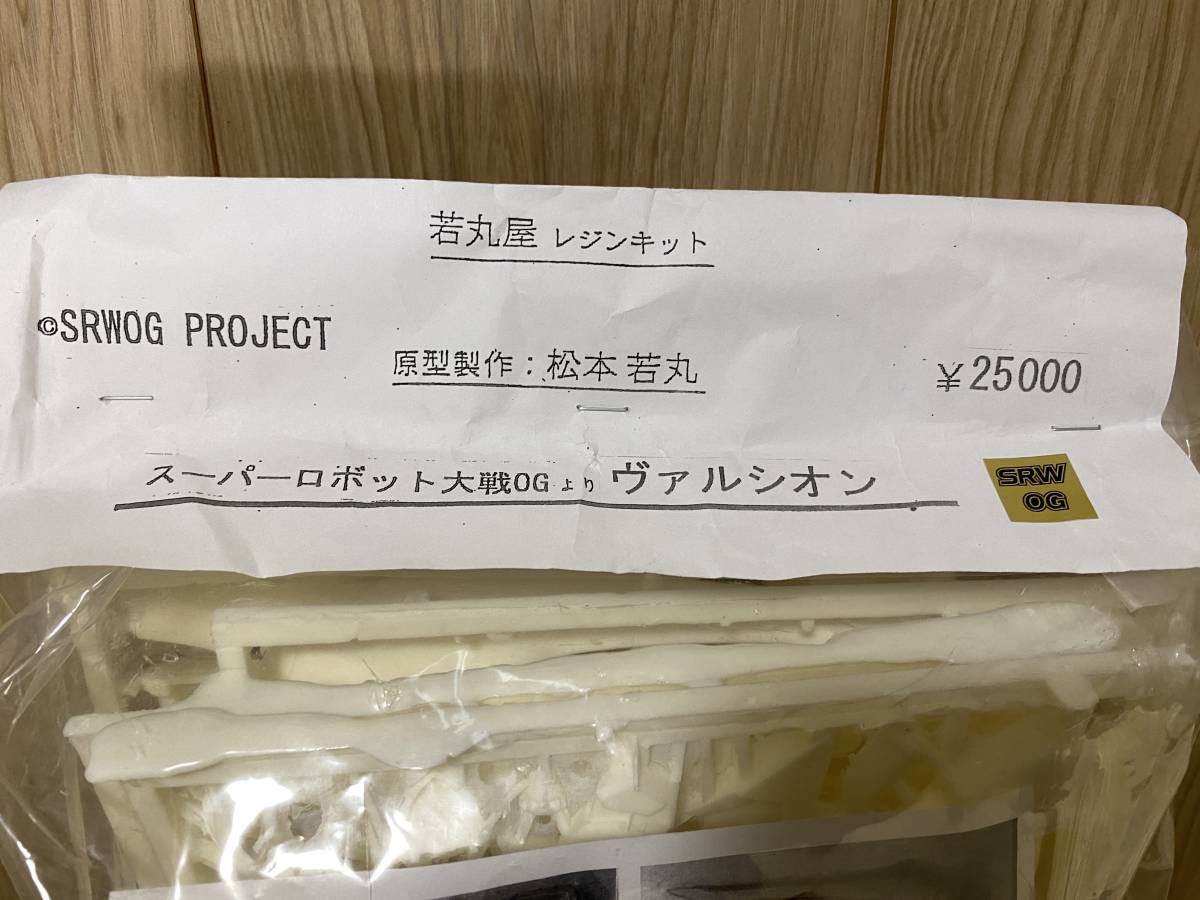 若丸屋 レジンキット
©SRWOG PROJECT
原型製作：松本 若丸
¥25000
スーパーロボット大戦OG より ヴァルシオン
SRW
OG